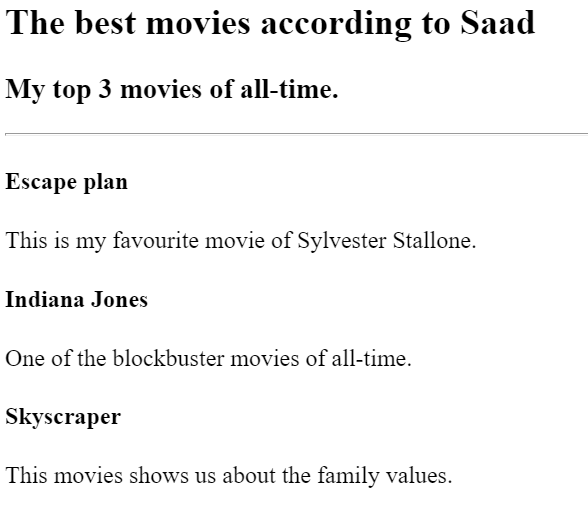 The best movies according to Saad
My top 3 movies of all-time.
Escape plan
This is my favourite movie of Sylvester Stallone.
Indiana Jones
One of the blockbuster movies of all-time.
Skyscraper
This movies shows us about the family values.